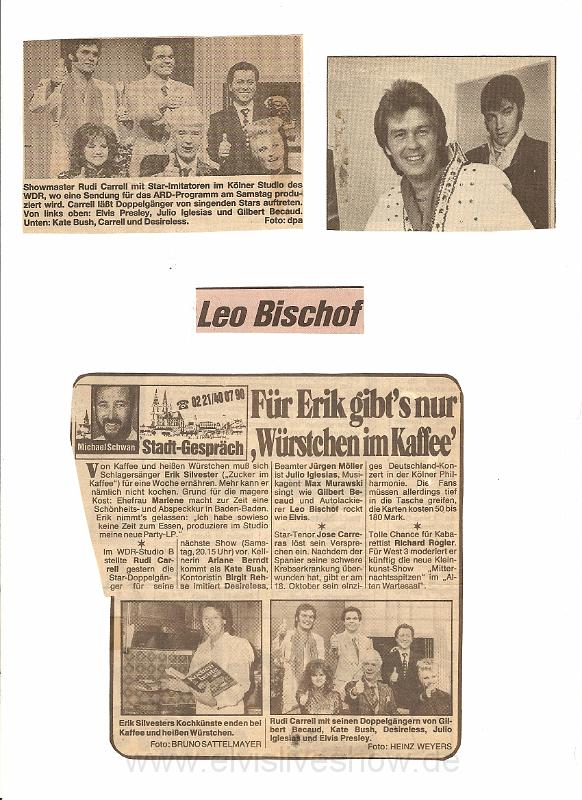 Showmaster Rudi Carrell mit Star-Imitatoren im Kölner Studio des
WDR, wo eine Sendung für das ARD-Programm am Samstag produ-
ziert wird. Carrell läßt Doppelgänger von singenden Stars auftreten.
Von links oben: Elvis Presley, Julio Iglesias und Gilbert Becaud.
Unten: Kate Bush, Carrell und Desireless. Foto: dpa
Leo Bischof
Michael Schwan
☎ 02 21/40 07 90
Stadt-Gespräch
Für Erik gibt's nur
‚Würstchen im Kaffee'
Von Kaffee und heißen Würstchen muß sich
Schlagersänger Erik Silvester („Zucker im
Kaffee") für eine Woche ernähren. Mehr kann er
nämlich nicht kochen. Grund für die magere
Kost: Ehefrau Marlene macht zur Zeit eine
Schönheits- und Abspeckkur in Baden-Baden.
Erik nimmt's gelassen: „Ich habe sowieso
keine Zeit zum Essen, produziere im Studio
meine neue Party-LP."
Im WDR-Studio B
stellte Rudi Car-
rell gestern die
Star-Doppelgän-
ger für seine
nächste Show (Sams-
tag, 20.15 Uhr) vor. Kell-
nerin Ariane Berndt
kommt als Kate Bush,
Kontoristin Birgit Reh-
se imitiert Desireless,
Beamter Jürgen Möller
ist Julio Iglesias, Musi-
kagent Max Murawski
singt wie Gilbert Be-
caud und Autolackie-
rer Leo Bischof rockt
wie Elvis.
Star-Tenor Jose Carre-
ras löst sein Verspre-
chen ein. Nachdem der
Spanier seine schwere
Krebserkrankung über-
wunden hat, gibt er am
18. Oktober sein einzi-
ges Deutschland-Kon-
zert in der Kölner Phil-
harmonie. Die Fans
müssen allerdings tief
in die Tasche greifen,
die Karten kosten 50 bis
180 Mark.
Tolle Chance für Kaba-
rettist Richard Rogler.
Für West 3 moderiert er
künftig die neue Klein-
kunst-Show „Mitter-
nachtsspitzen" im „Al-
ten Wartesaal".
Erik Silvesters Kochkünste enden bei
Kaffee und heißen Würstchen.
Foto: BRUNO SATTELMAYER
Rudi Carrell mit seinen Doppelgängern von Gil-
bert Becaud, Kate Bush, Desireless, Julio
Iglesias und Elvis Presley.
Foto: HEINZ WEYERS
www.elvisliveshow.de